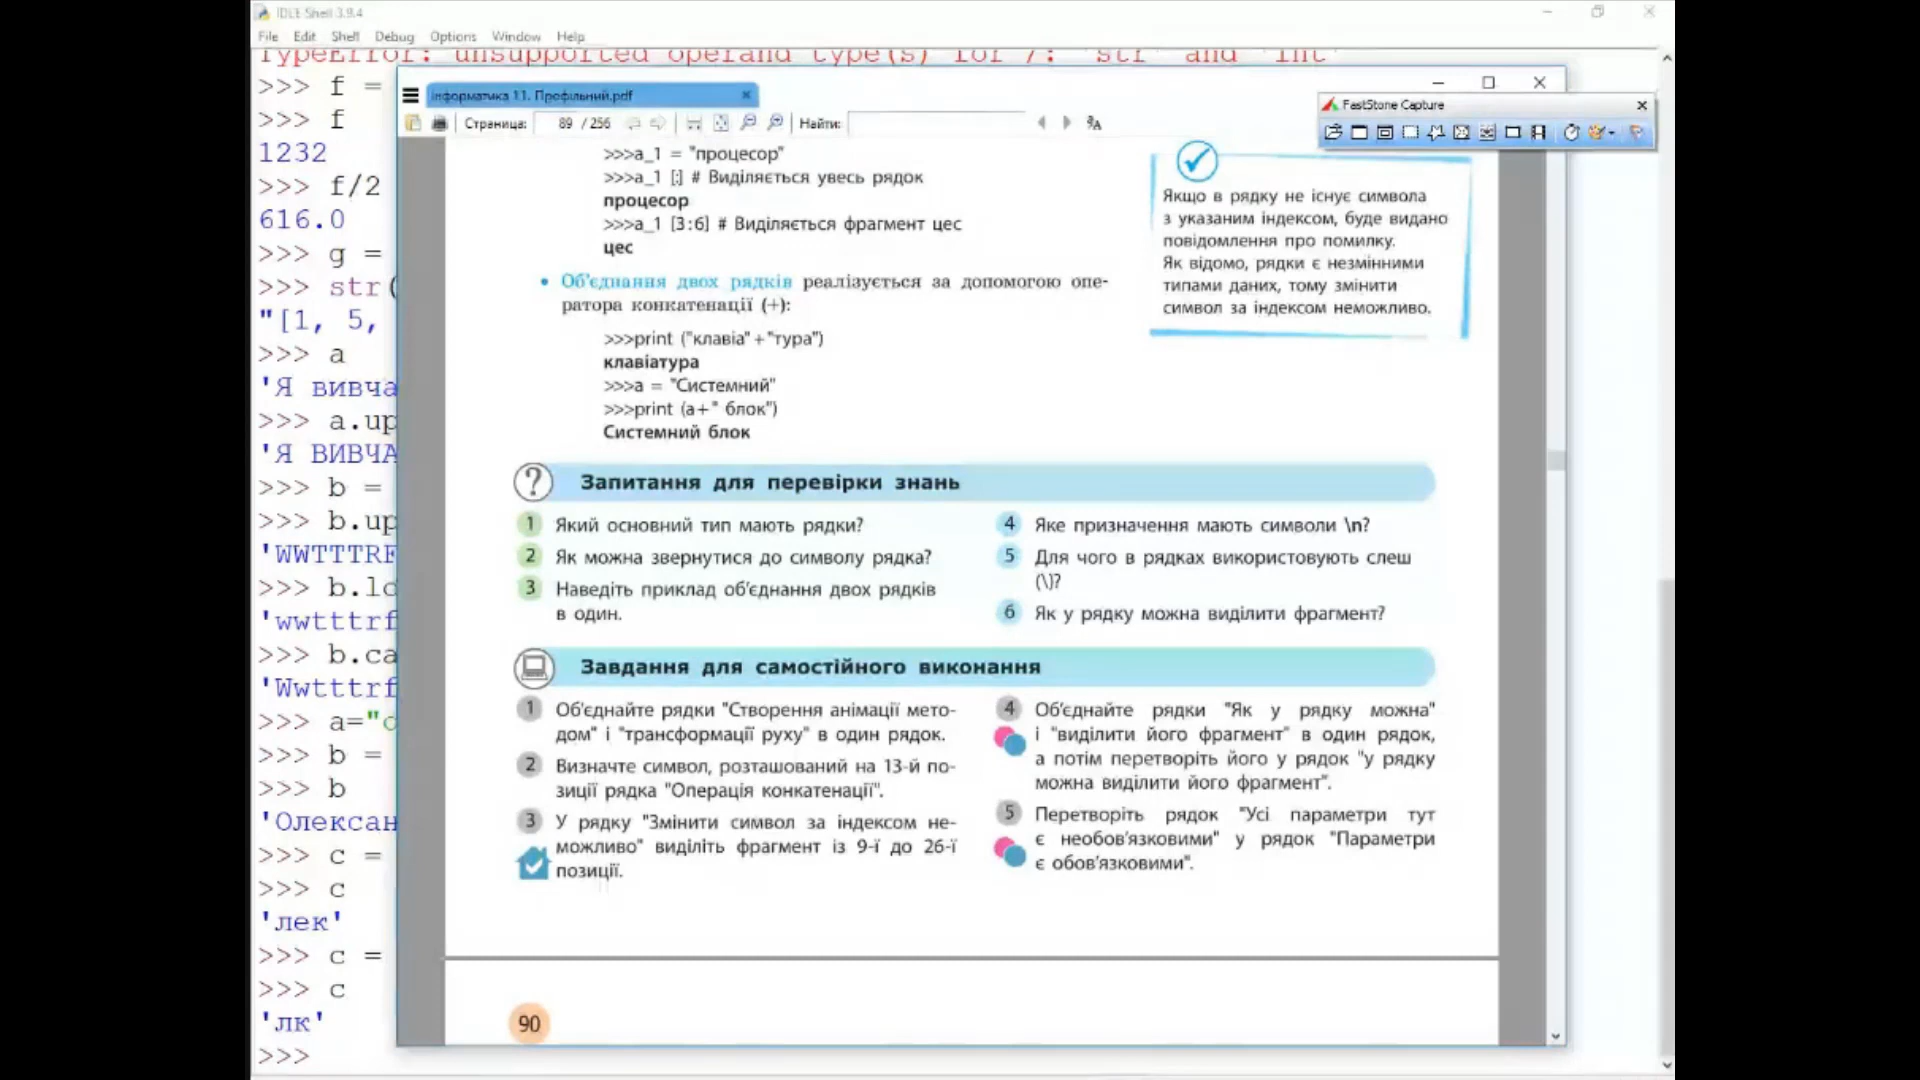 IDLE Shell 3.9.4
File Edit Shell Debug Options Window Help
TypeError: unsupported operand type(s) for /: 'str' and 'int'
>>> f =
>>> f
1232
>>> f/2
616.0
>>> g =
>>> str(
"[1, 5,
>>> a
'Я вивча
>>> a.up
'Я ВИВЧА
>>> b =
>>> b.up
'WWTTTRF
>>> b.lo
'wwtttrf
>>> b.ca
'Wwtttrf
>>> a="o
>>> b =
>>> b
'Олексан
>>> c =
>>> c
'лек'
>>> c =
>>> c
'лк'
>>>
Інформатика 11. Профільний.pdf
Страница: 89 / 256 Найти:
FastStone Capture
>>>a_1 = "процесор"
>>>a_1 [:] # Виділяється увесь рядок
процесор
>>>a_1 [3:6] # Виділяється фрагмент цес
цес
• Об'єднання двох рядків реалізується за допомогою опе-
ратора конкатенації (+):
>>>print ("клавіа"+"тура")
клавіатура
>>>a = "Системний"
>>>print (a+" блок")
Системний блок
Якщо в рядку не існує символа
з указаним індексом, буде видано
повідомлення про помилку.
Як відомо, рядки є незмінними
типами даних, тому змінити
символ за індексом неможливо.
? Запитання для перевірки знань
1 Який основний тип мають рядки?
2 Як можна звернутися до символу рядка?
3 Наведіть приклад об'єднання двох рядків
в один.
4 Яке призначення мають символи \n?
5 Для чого в рядках використовують слеш
(\)?
6 Як у рядку можна виділити фрагмент?
Завдання для самостійного виконання
1 Об'єднайте рядки "Створення анімації мето-
дом" і "трансформації руху" в один рядок.
2 Визначте символ, розташований на 13-й по-
зиції рядка "Операція конкатенації".
3 У рядку "Змінити символ за індексом не-
можливо" виділіть фрагмент із 9-ї до 26-ї
позиції.
4 Об'єднайте рядки "Як у рядку можна"
і "виділити його фрагмент" в один рядок,
а потім перетворіть його у рядок "у рядку
можна виділити його фрагмент".
5 Перетворіть рядок "Усі параметри тут
є необов'язковими" у рядок "Параметри
є обов'язковими".
90